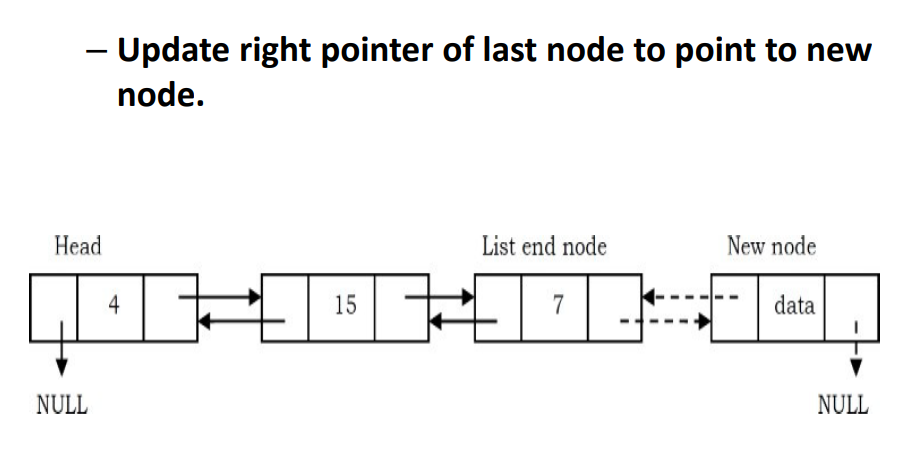 – Update right pointer of last node to point to new
node.
Head
List end node
New node
4
15
7
data
NULL
NULL